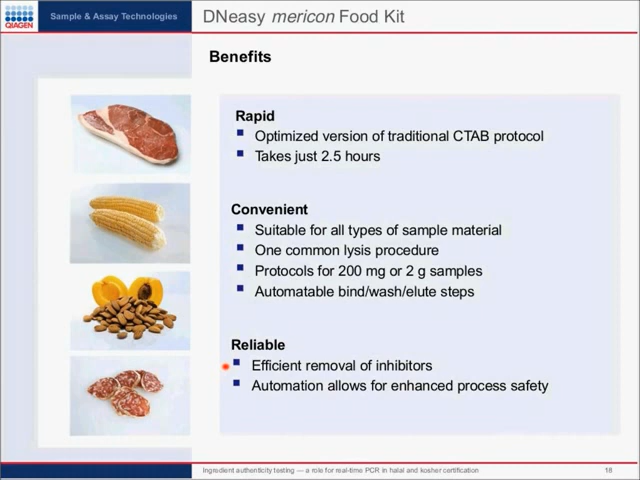 QIAGEN
Sample & Assay Technologies
DNeasy mericon Food Kit
Benefits
Rapid
Optimized version of traditional CTAB protocol
Takes just 2.5 hours
Convenient
Suitable for all types of sample material
One common lysis procedure
Protocols for 200 mg or 2 g samples
Automatable bind/wash/elute steps
Reliable
Efficient removal of inhibitors
Automation allows for enhanced process safety
Ingredient authenticity testing — a role for real-time PCR in halal and kosher certification
18